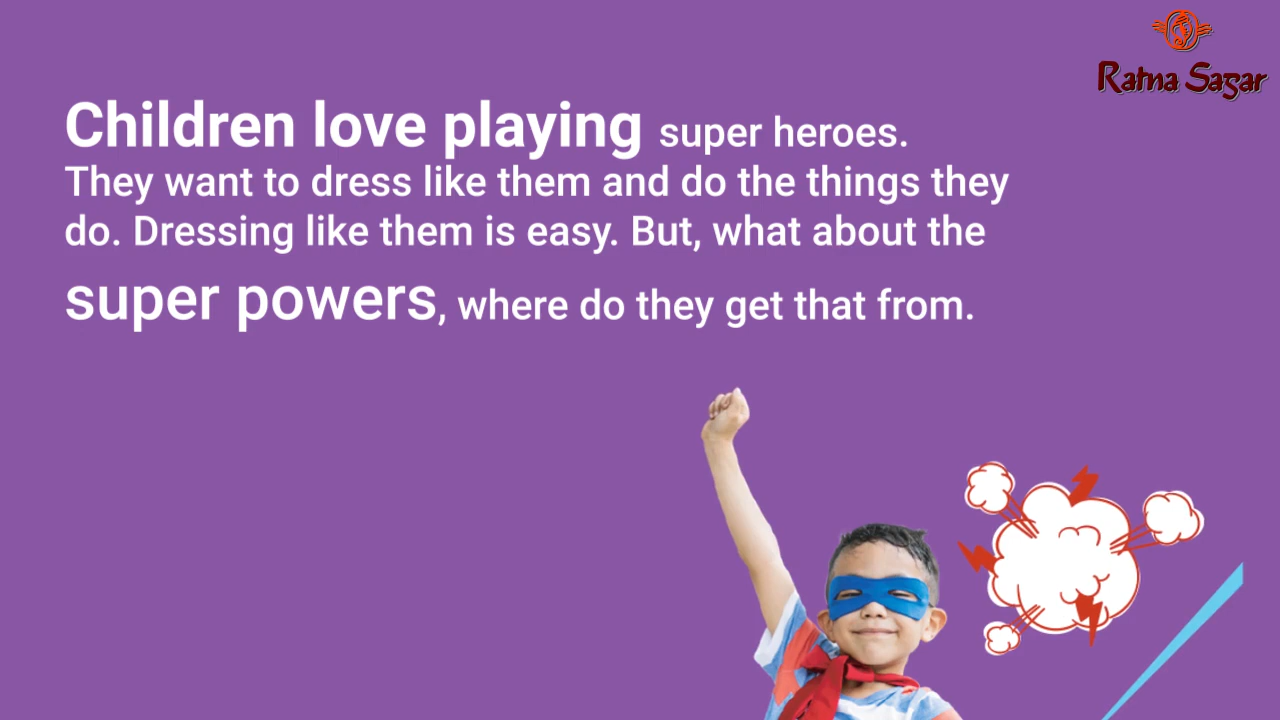 Ratna Sagar
Children love playing super heroes.
They want to dress like them and do the things they
do. Dressing like them is easy. But, what about the
super powers, where do they get that from.